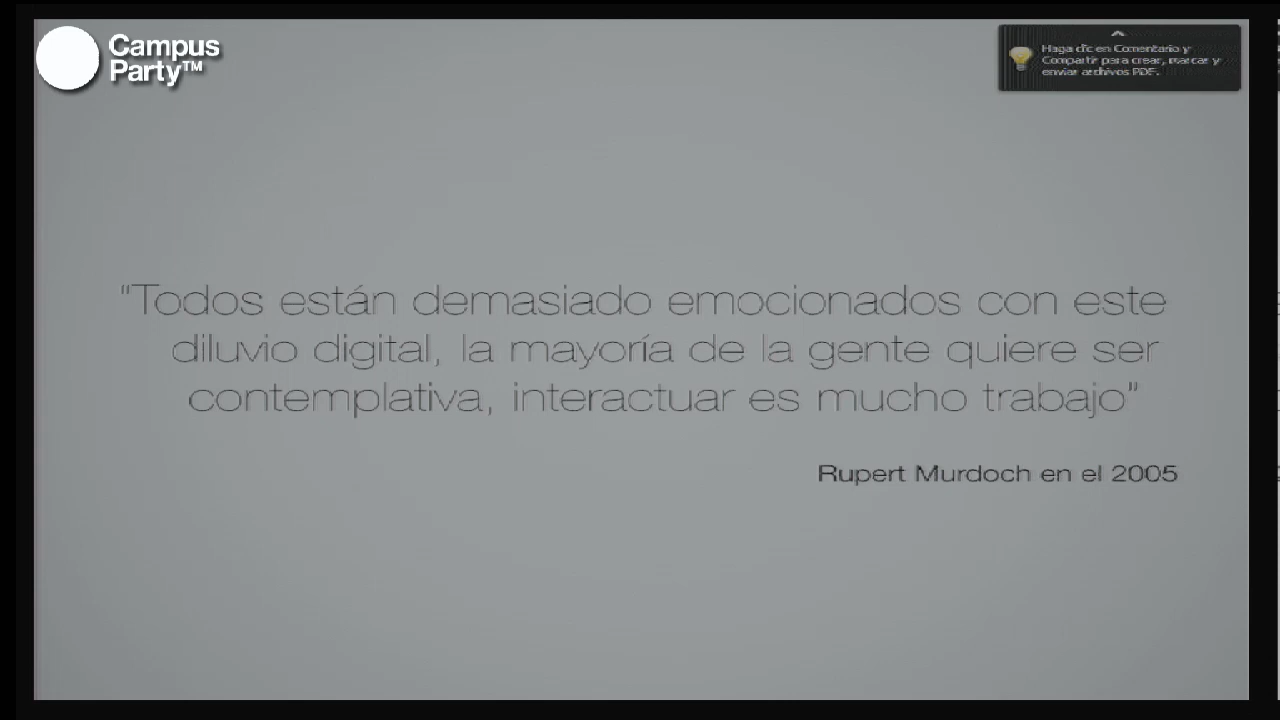 Campus
Party™
Haga clic en Comentario y
Compartir para crear, marcar y
enviar archivos PDF.
"Todos están demasiado emocionados con este
diluvio digital, la mayoría de la gente quiere ser
contemplativa, interactuar es mucho trabajo"
Rupert Murdoch en el 2005